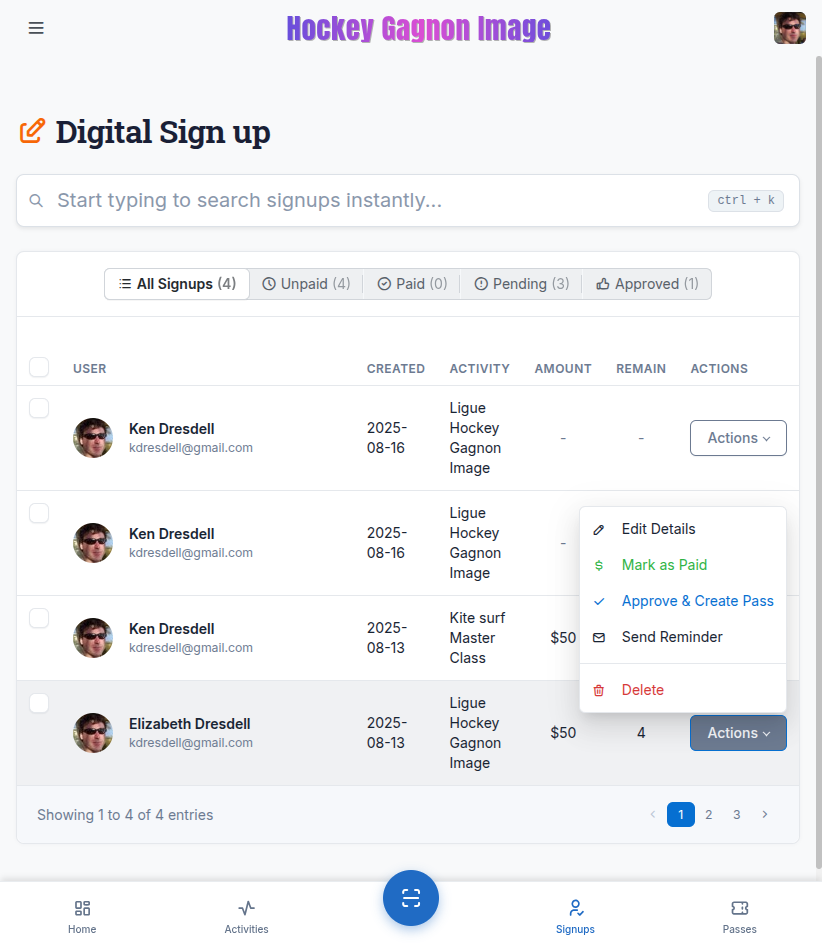 Hockey Gagnon Image
Digital Sign up
Start typing to search signups instantly...
ctrl + k
All Signups (4)
Unpaid (4)
Paid (0)
Pending (3)
Approved (1)
USER
CREATED
ACTIVITY
AMOUNT
REMAIN
ACTIONS
Ken Dresdell
kdresdell@gmail.com
2025-
08-16
Ligue
Hockey
Gagnon
Image
-
-
Actions
Ken Dresdell
kdresdell@gmail.com
2025-
08-16
Ligue
Hockey
Gagnon
Image
-
Edit Details
Mark as Paid
Approve & Create Pass
Send Reminder
Delete
Ken Dresdell
kdresdell@gmail.com
2025-
08-13
Kite surf
Master
Class
$50
Elizabeth Dresdell
kdresdell@gmail.com
2025-
08-13
Ligue
Hockey
Gagnon
Image
$50
4
Actions
Showing 1 to 4 of 4 entries
1
2
3
Home
Activities
Signups
Passes